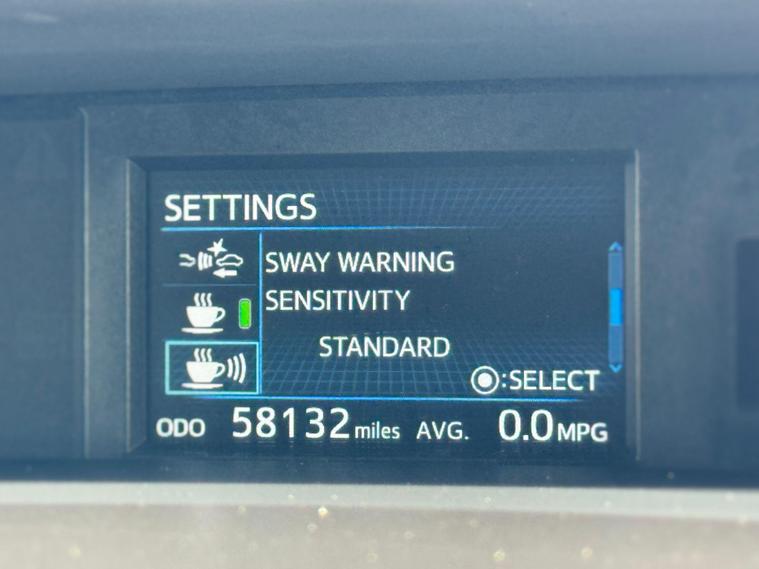 SETTINGS
SWAY WARNING
SENSITIVITY
STANDARD
:SELECT
ODO 58132 miles AVG. 0.0 MPG